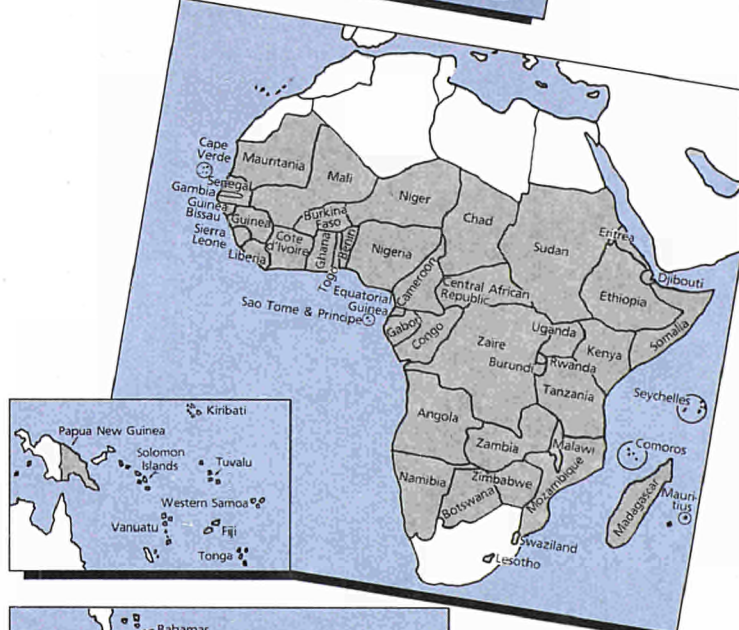 Cape
Verde
Mauritania
Mali
Niger
Chad
Sudan
Eritrea
Djibouti
Ethiopia
Somalia
Senegal
Gambia
Guinea
Bissau
Guinea
Sierra
Leone
Liberia
Côte
d'Ivoire
Burkina
Faso
Ghana
Togo
Benin
Nigeria
Cameroon
Central African
Republic
Equatorial
Guinea
Sao Tome & Principe
Gabon
Congo
Zaire
Uganda
Kenya
Rwanda
Burundi
Tanzania
Seychelles
Comoros
Angola
Zambia
Malawi
Mozambique
Zimbabwe
Namibia
Botswana
Madagascar
Mauri-
tius
Swaziland
Lesotho
Kiribati
Papua New Guinea
Solomon
Islands
Tuvalu
Western Samoa
Vanuatu
Fiji
Tonga
Bahamas